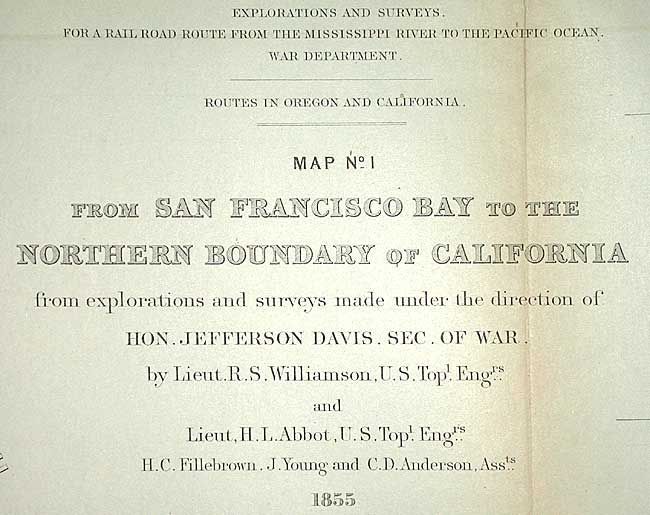 EXPLORATIONS AND SURVEYS.
FOR A RAIL ROAD ROUTE FROM THE MISSISSIPPI RIVER TO THE PACIFIC OCEAN.
WAR DEPARTMENT.
ROUTES IN OREGON AND CALIFORNIA.
MAP No. 1
FROM SAN FRANCISCO BAY TO THE
NORTHERN BOUNDARY OF CALIFORNIA
from explorations and surveys made under the direction of
HON. JEFFERSON DAVIS. SEC. OF WAR.
by Lieut. R. S. Williamson, U.S. Topl. Engrs.
and
Lieut, H. L. Abbot, U.S. Topl. Engrs.
H.C. Fillebrown. J. Young and C.D. Anderson, Assts.
1855